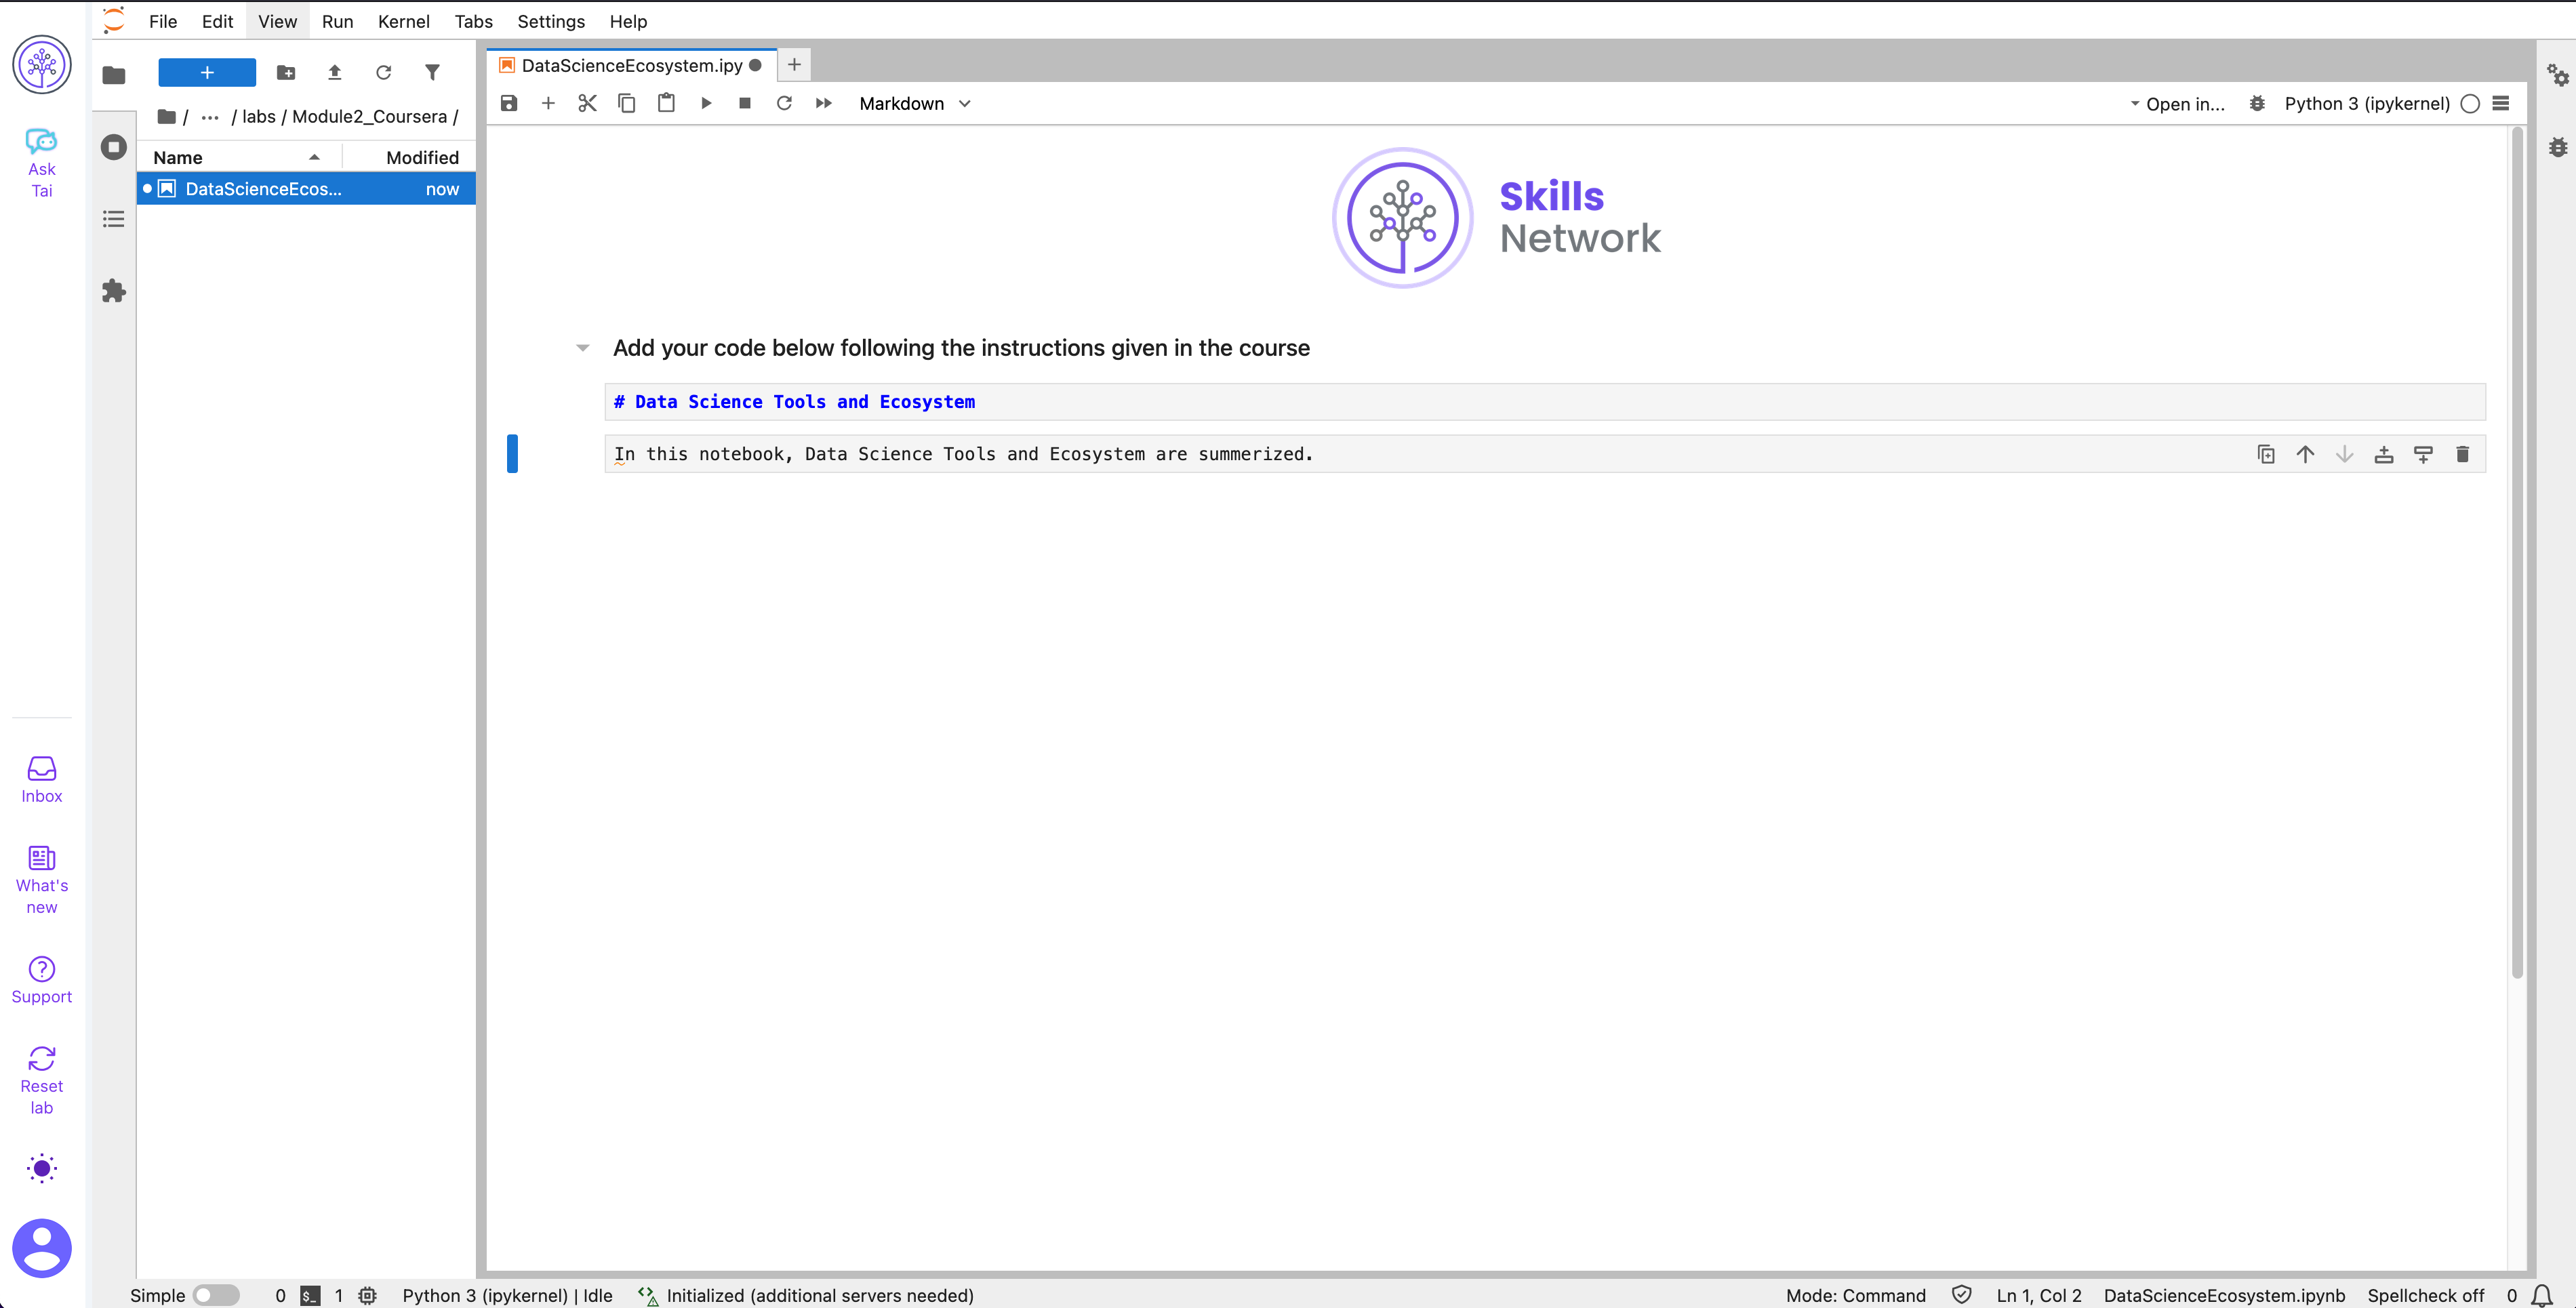 File Edit View Run Kernel Tabs Settings Help
Ask
Tai
Inbox
What's
new
Support
Reset
lab
+
/ ... / labs / Module2_Coursera /
Name Modified
DataScienceEcos... now
DataScienceEcosystem.ipy
Markdown
Open in... Python 3 (ipykernel)
Skills
Network
Add your code below following the instructions given in the course
# Data Science Tools and Ecosystem
In this notebook, Data Science Tools and Ecosystem are summerized.
Simple 0 $_ 1 Python 3 (ipykernel) | Idle Initialized (additional servers needed) Mode: Command Ln 1, Col 2 DataScienceEcosystem.ipynb Spellcheck off 0